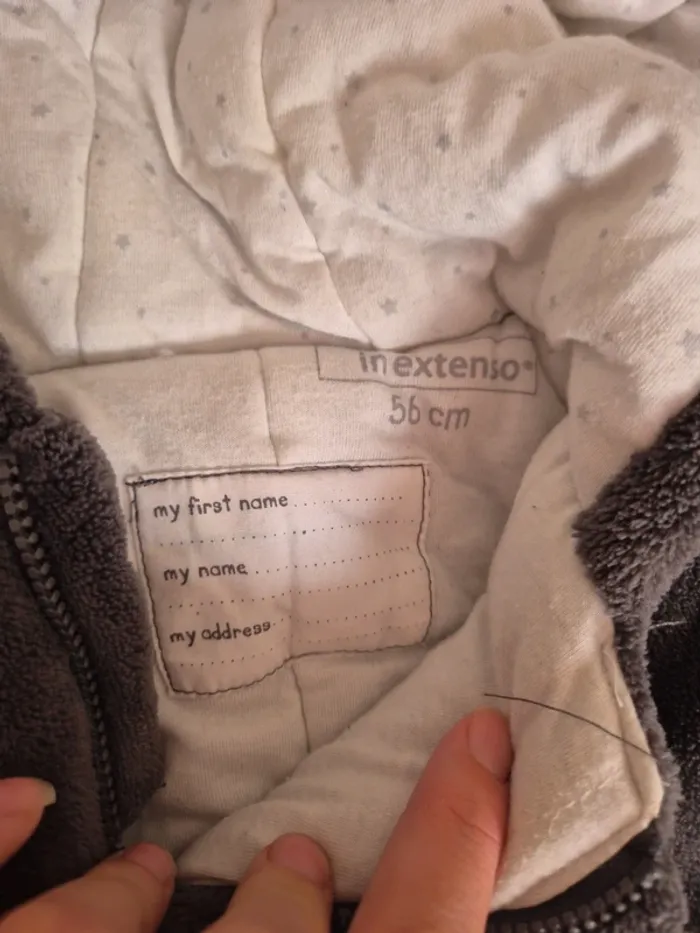 in extenso
56 cm
my first name
my name
my address